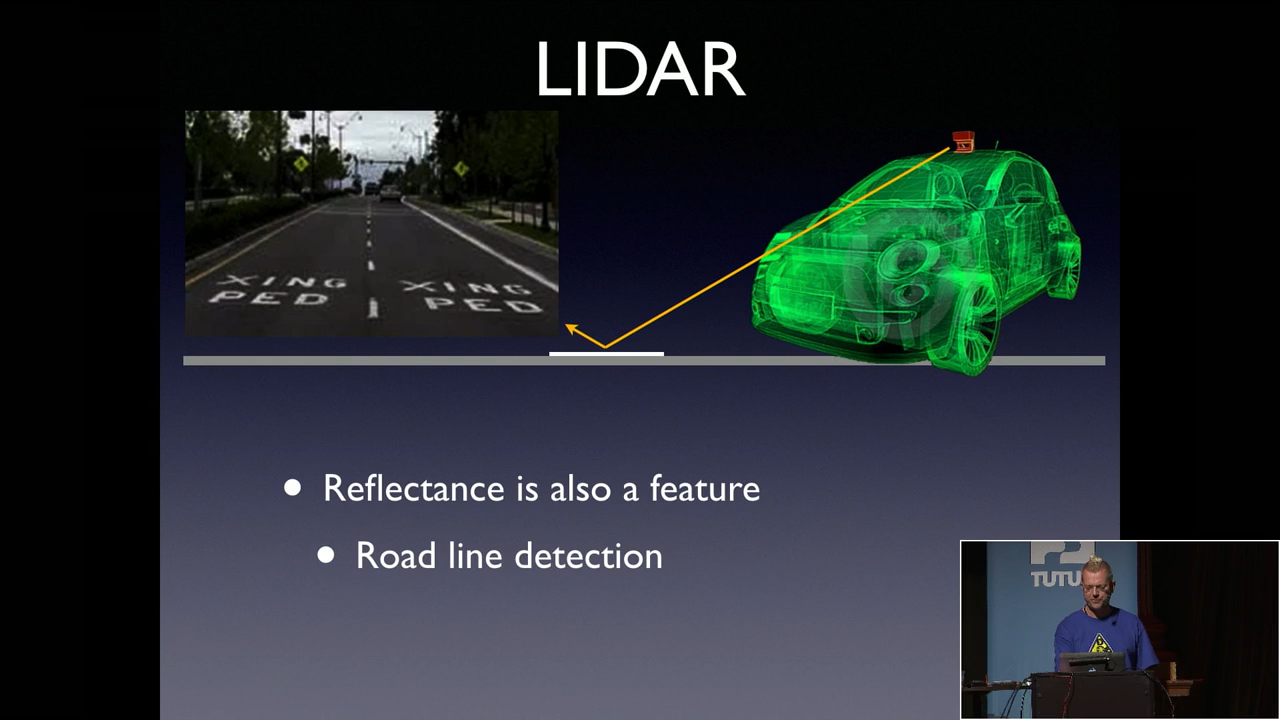 LIDAR
XING XING
PED PED
• Reflectance is also a feature
• Road line detection